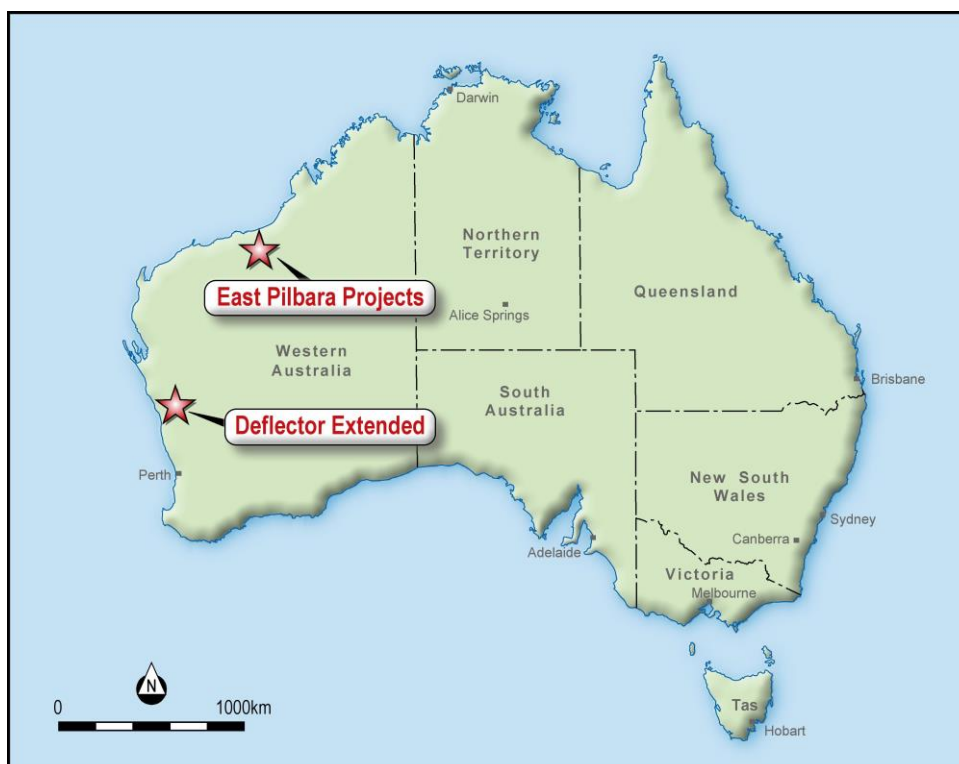 Darwin
Northern
Territory
East Pilbara Projects
Queensland
Alice Springs
Western
Australia
South
Australia
Brisbane
Deflector Extended
Perth
New South
Wales
Sydney
Canberra
Adelaide
Victoria
Melbourne
N
0 1000km
Tas
Hobart